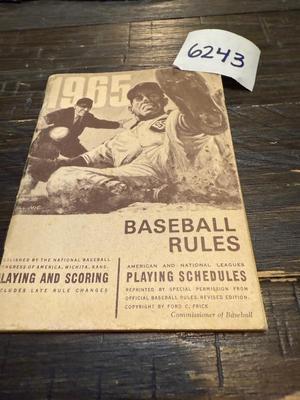 6243
1965
BASEBALL
RULES
PUBLISHED BY THE NATIONAL BASEBALL
CONGRESS OF AMERICA, WICHITA, KANS.
PLAYING AND SCORING
INCLUDES LATE RULE CHANGES
AMERICAN AND NATIONAL LEAGUES
PLAYING SCHEDULES
REPRINTED BY SPECIAL PERMISSION FROM
OFFICIAL BASEBALL RULES, REVISED EDITION,
COPYRIGHT BY FORD C. FRICK
Commissioner of Baseball